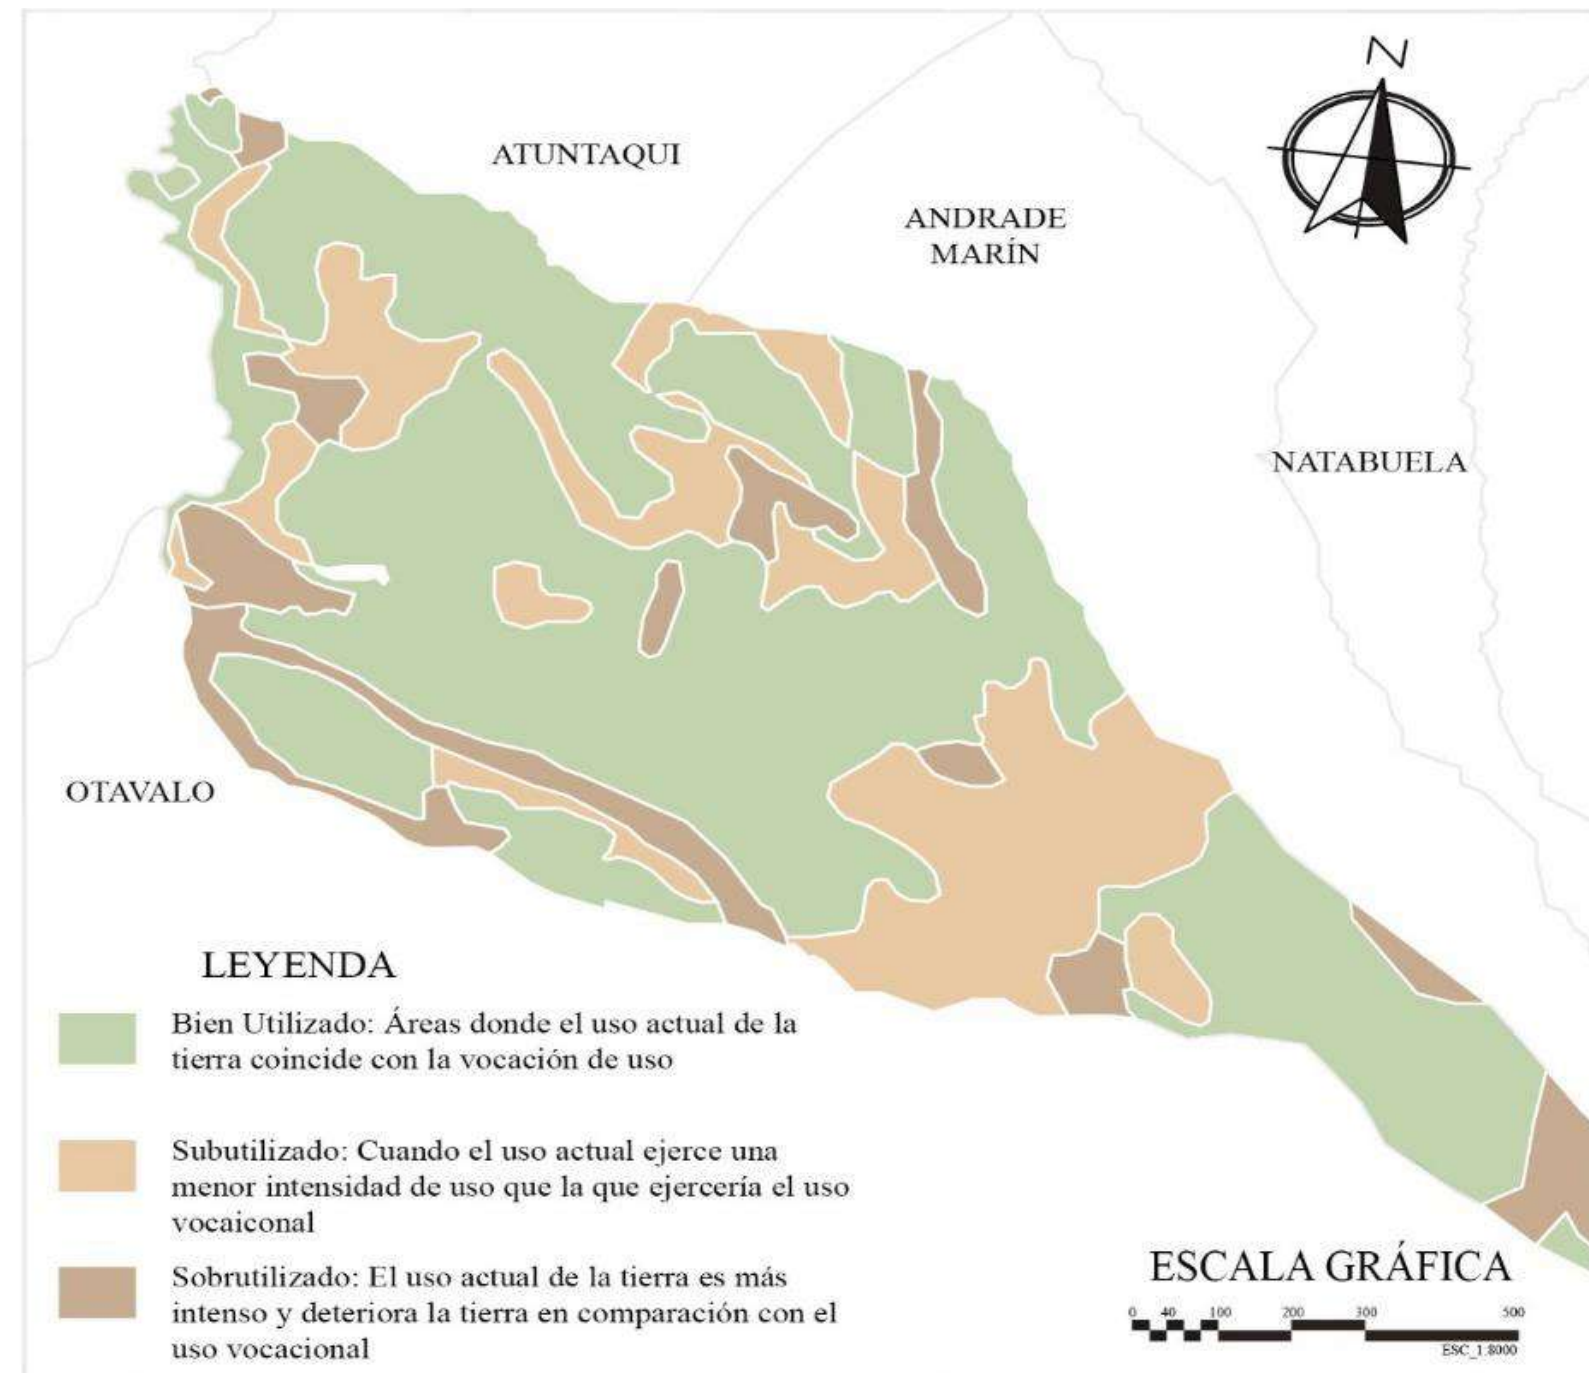 N
ATUNTAQUI
ANDRADE
MARÍN
NATABUELA
OTAVALO
LEYENDA
Bien Utilizado: Áreas donde el uso actual de la
tierra coincide con la vocación de uso
Subutilizado: Cuando el uso actual ejerce una
menor intensidad de uso que la que ejercería el uso
vocaiconal
Sobrutilizado: El uso actual de la tierra es más
intenso y deteriora la tierra en comparación con el
uso vocacional
ESCALA GRÁFICA
0 40 100 200 300 500
ESC_1:8000